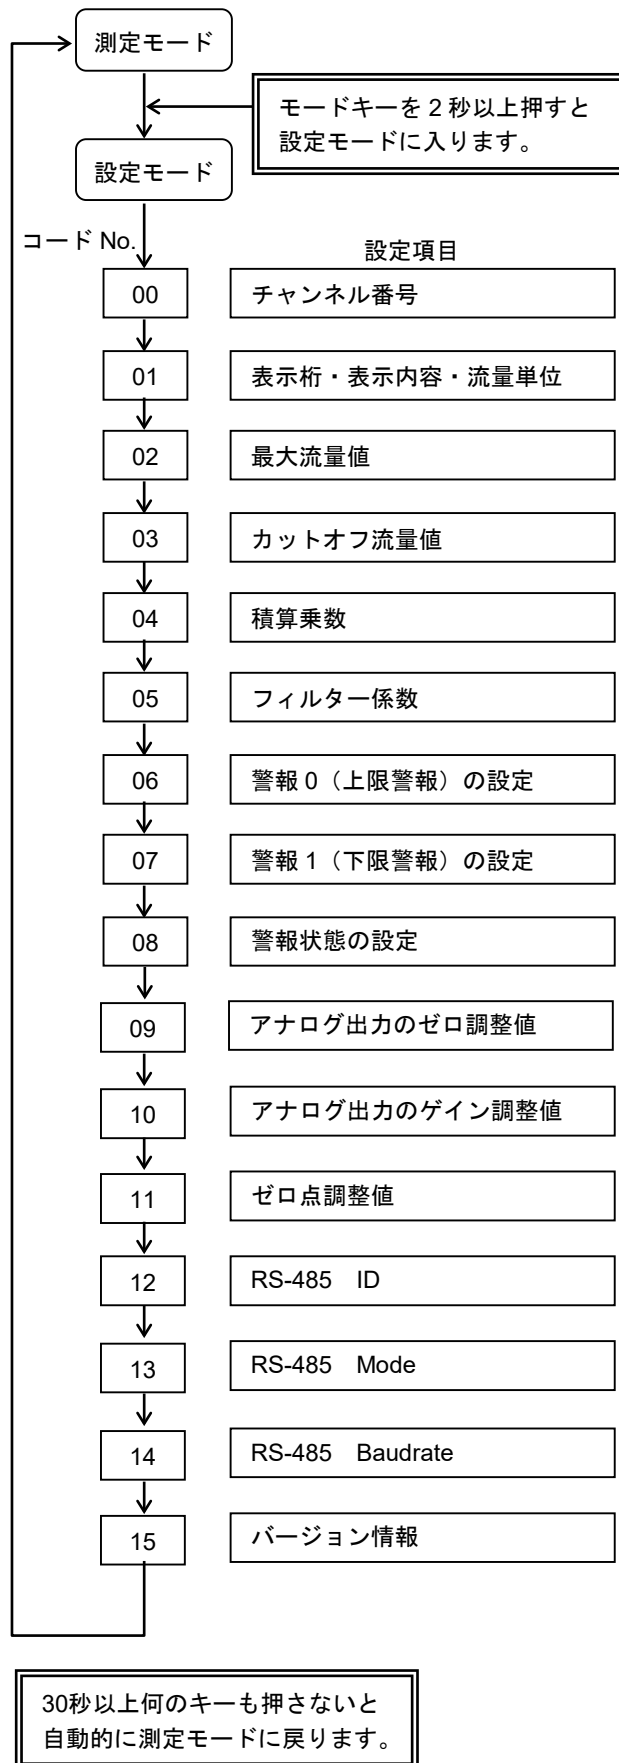 測定モード
モードキーを2秒以上押すと
設定モードに入ります。
設定モード
コード No.
設定項目
00 チャンネル番号
01 表示桁・表示内容・流量単位
02 最大流量値
03 カットオフ流量値
04 積算乗数
05 フィルター係数
06 警報0（上限警報）の設定
07 警報1（下限警報）の設定
08 警報状態の設定
09 アナログ出力のゼロ調整値
10 アナログ出力のゲイン調整値
11 ゼロ点調整値
12 RS-485　ID
13 RS-485　Mode
14 RS-485　Baudrate
15 バージョン情報
30秒以上何のキーも押さないと
自動的に測定モードに戻ります。